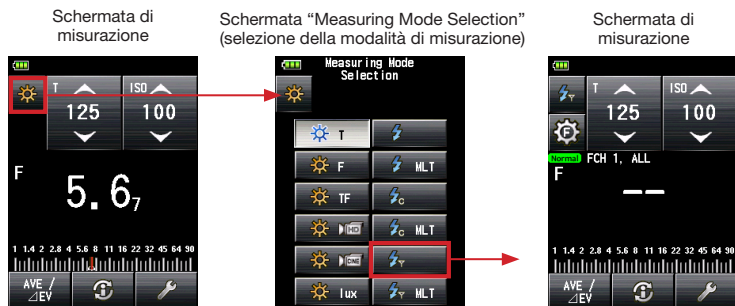 Schermata di
misurazione
Schermata “Measuring Mode Selection”
(selezione della modalità di misurazione)
Schermata di
misurazione
T
ISO
125
100
F
5.6 7
1 1.4 2 2.8 4 5.6 8 11 16 22 32 45 64 90
AVE /
⊿EV
Measuring Mode
Selection
T
F
MLT
TF
C
HD
C MLT
CINE
Y
lux
Y MLT
Y
T
ISO
125
100
F
Normal FCH 1, ALL
F
--
1 1.4 2 2.8 4 5.6 8 11 16 22 32 45 64 90
AVE /
⊿EV